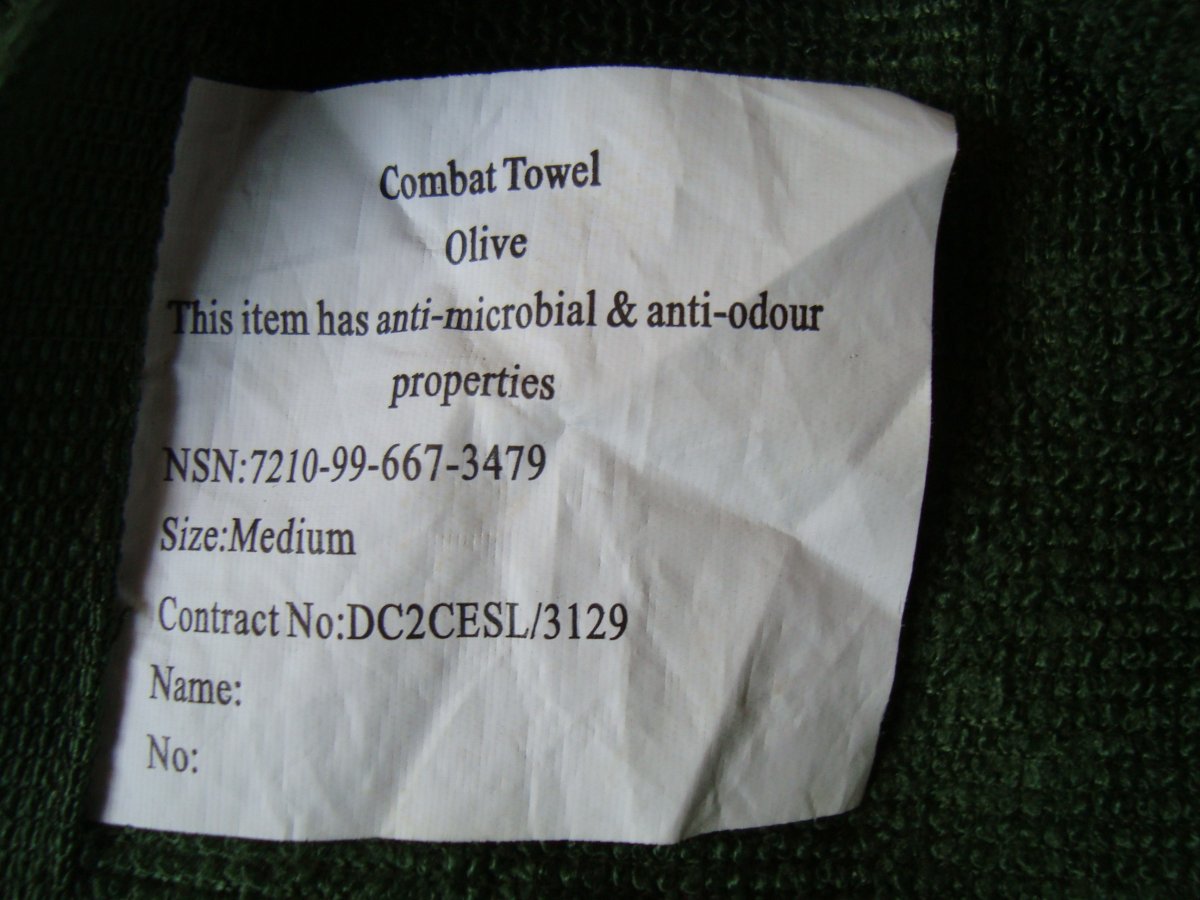 Combat Towel
Olive
This item has anti-microbial & anti-odour
properties
NSN:7210-99-667-3479
Size:Medium
Contract No:DC2CESL/3129
Name:
No: